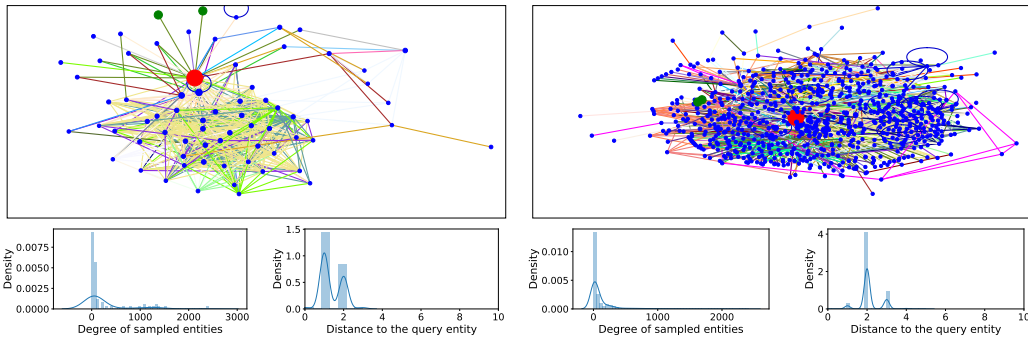 Density
0.0075
0.0050
0.0025
0.0000
0 1000 2000 3000
Degree of sampled entities
Density
1.5
1.0
0.5
0.0
0 2 4 6 8 10
Distance to the query entity
Density
0.010
0.005
0.000
0 1000 2000
Degree of sampled entities
Density
4
2
0
0 2 4 6 8 10
Distance to the query entity